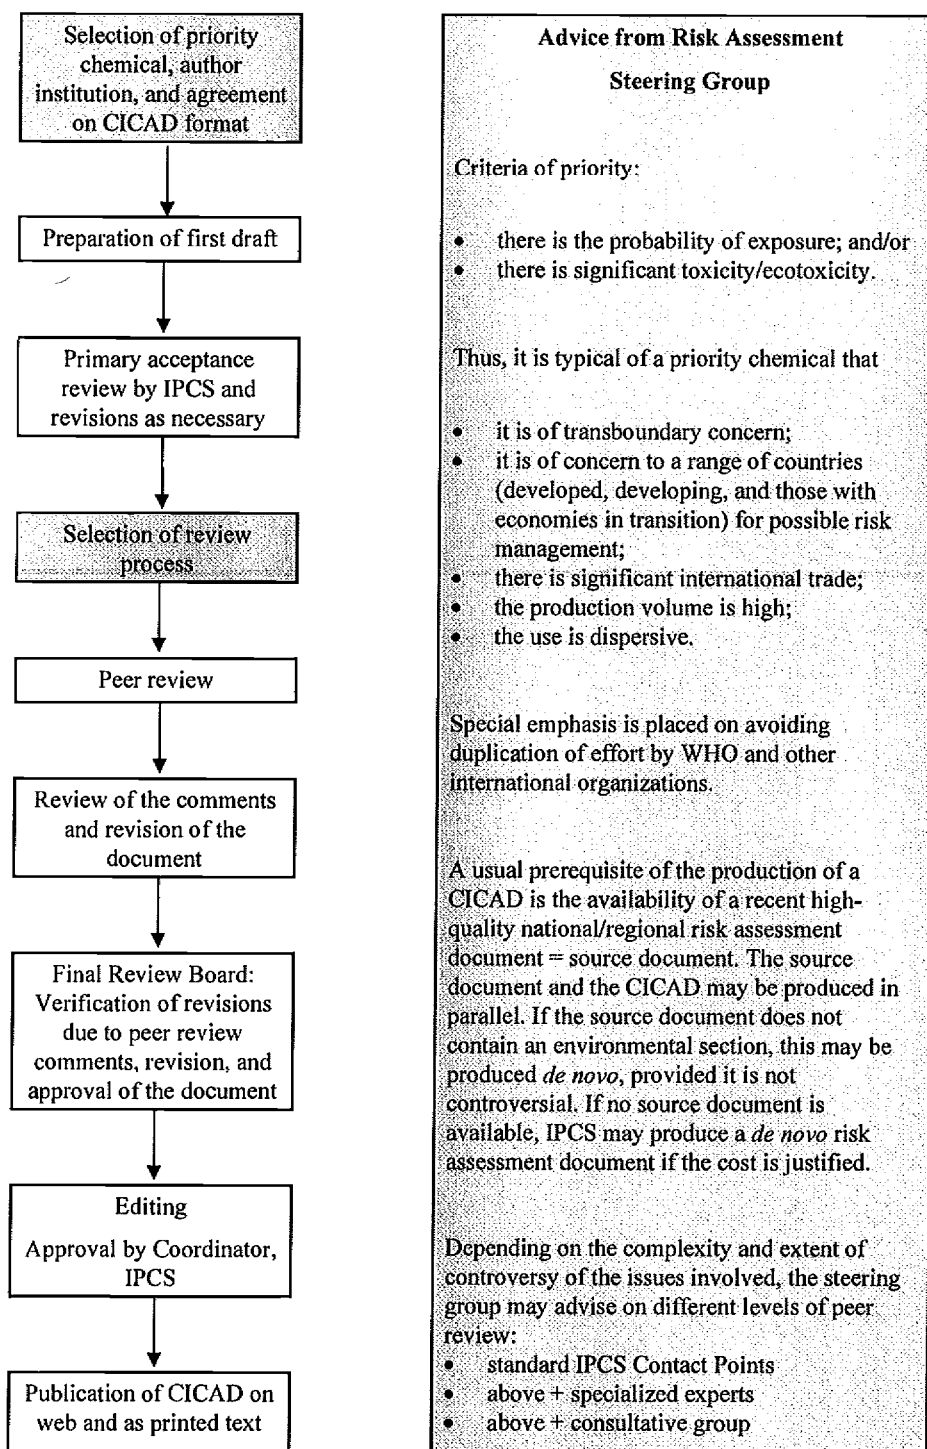 Selection of priority
chemical, author
institution, and agreement
on CICAD format
Preparation of first draft
Primary acceptance
review by IPCS and
revisions as necessary
Selection of review
process
Peer review
Review of the comments
and revision of the
document
Final Review Board:
Verification of revisions
due to peer review
comments, revision, and
approval of the document
Editing
Approval by Coordinator,
IPCS
Publication of CICAD on
web and as printed text
Advice from Risk Assessment
Steering Group
Criteria of priority:
• there is the probability of exposure; and/or
• there is significant toxicity/ecotoxicity.
Thus, it is typical of a priority chemical that
• it is of transboundary concern;
• it is of concern to a range of countries
(developed, developing, and those with
economies in transition) for possible risk
management;
• there is significant international trade;
• the production volume is high;
• the use is dispersive.
Special emphasis is placed on avoiding
duplication of effort by WHO and other
international organizations.
A usual prerequisite of the production of a
CICAD is the availability of a recent high-
quality national/regional risk assessment
document = source document. The source
document and the CICAD may be produced in
parallel. If the source document does not
contain an environmental section, this may be
produced de novo, provided it is not
controversial. If no source document is
available, IPCS may produce a de novo risk
assessment document if the cost is justified.
Depending on the complexity and extent of
controversy of the issues involved, the steering
group may advise on different levels of peer
review:
• standard IPCS Contact Points
• above + specialized experts
• above + consultative group